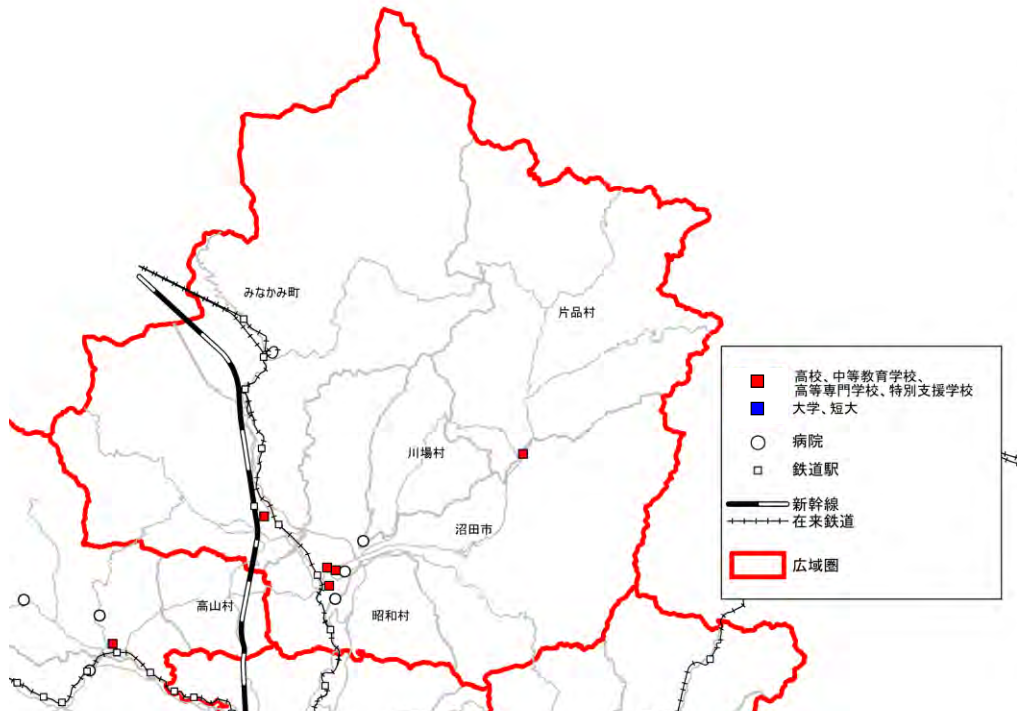 みなかみ町
片品村
川場村
沼田市
高山村
昭和村
高校、中等教育学校、
高等専門学校、特別支援学校
大学、短大
病院
鉄道駅
新幹線
在来鉄道
広域圏